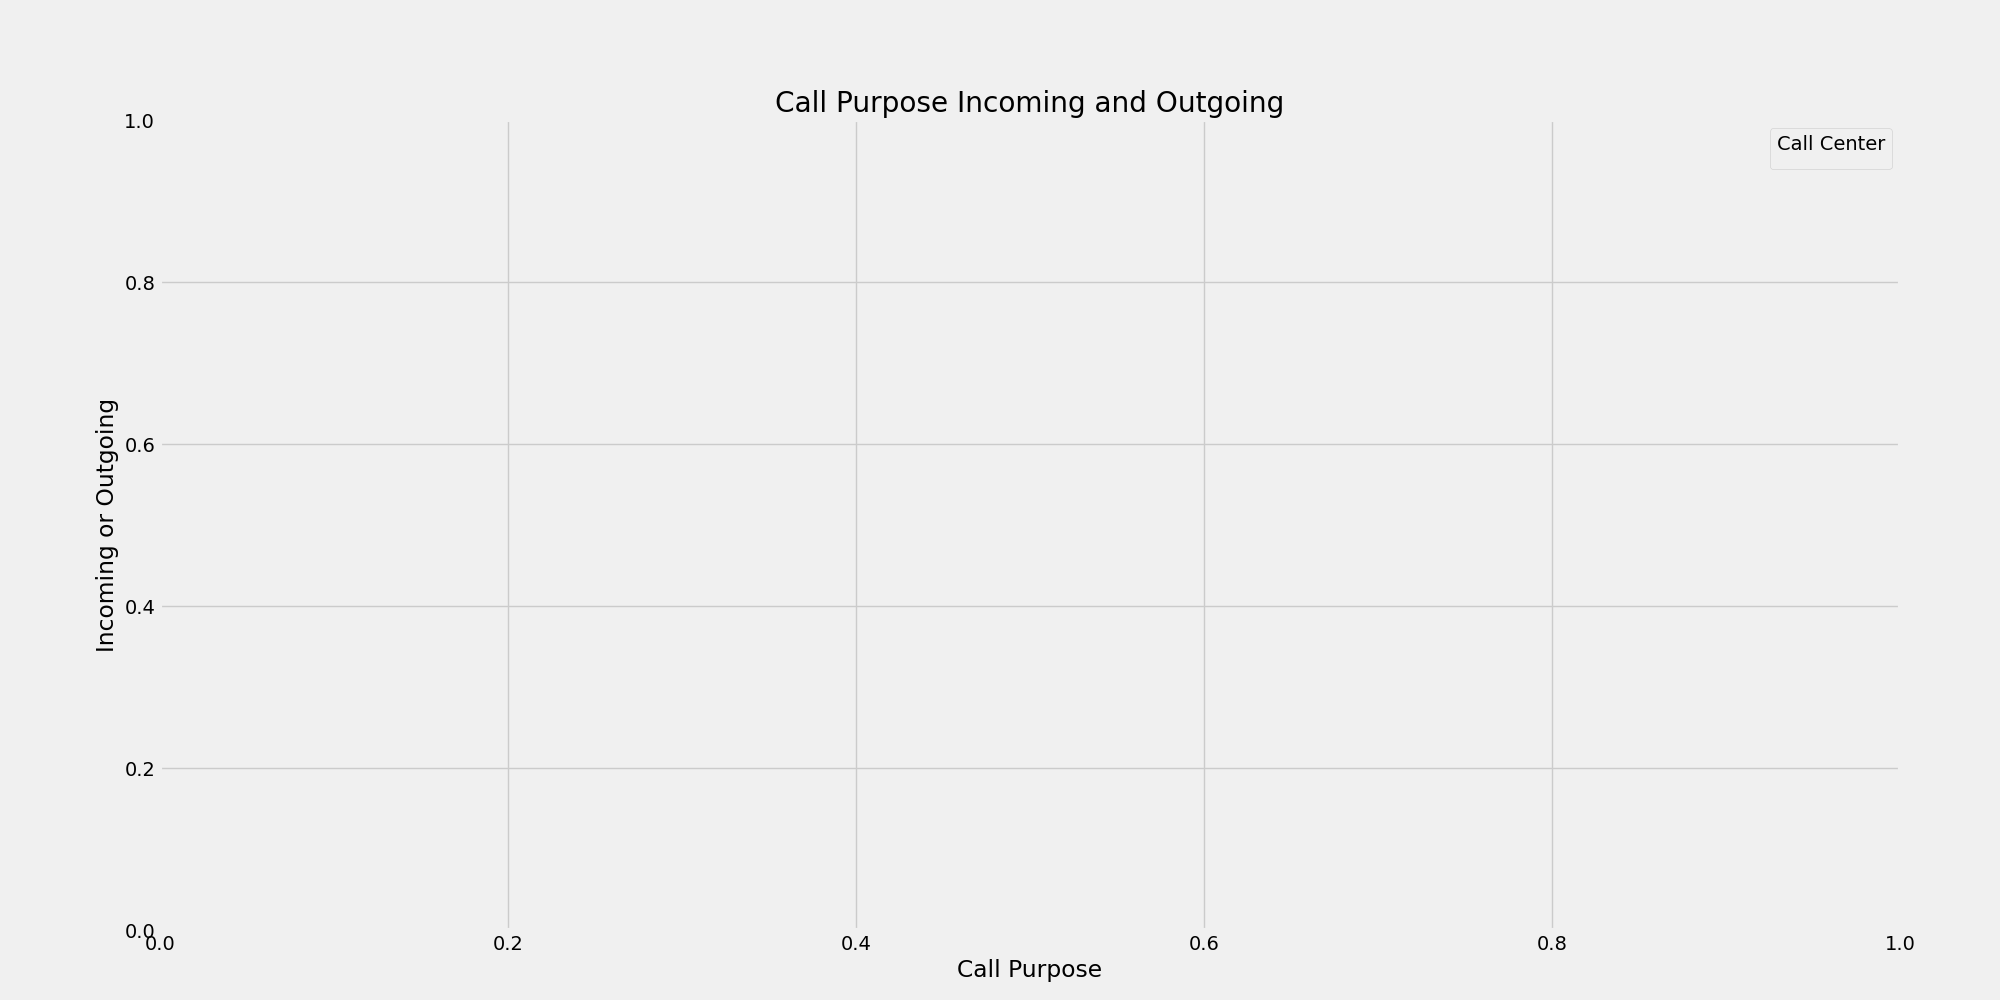 Call Purpose Incoming and Outgoing
Call Center
1.0
0.8
0.6
0.4
0.2
0.0
Incoming or Outgoing
0.0 0.2 0.4 0.6 0.8 1.0
Call Purpose